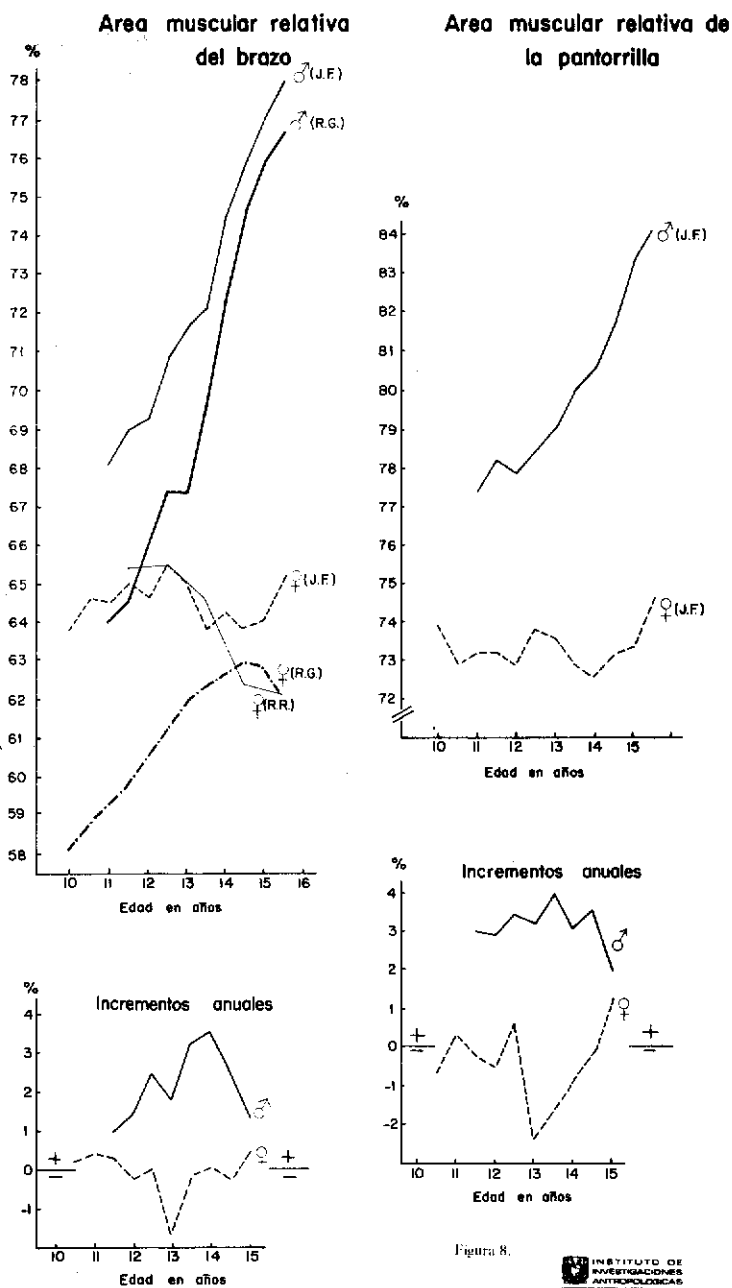 Area muscular relativa
del brazo
%
78
77
76
75
74
73
72
71
70
69
68
67
66
65
64
63
62
61
60
59
58
♂ (J.F.)
♂ (R.G.)
♀ (J.F.)
♀ (R.G.)
♀ (R.R.)
10 11 12 13 14 15 16
Edad en años
Area muscular relativa de
la pantorrilla
%
84
83
82
81
80
79
78
77
76
75
74
73
72
♂ (J.F.)
♀ (J.F.)
10 11 12 13 14 15
Edad en años
%
Incrementos anuales
4
3
2
1
0
-1
♂
♀
+
−
+
−
10 11 12 13 14 15
Edad en años
%
Incrementos anuales
4
3
2
1
0
-1
-2
♂
♀
+
−
+
−
10 11 12 13 14 15
Edad en años
Figura 8.
INSTITUTO DE
INVESTIGACIONES
ANTROPOLOGICAS